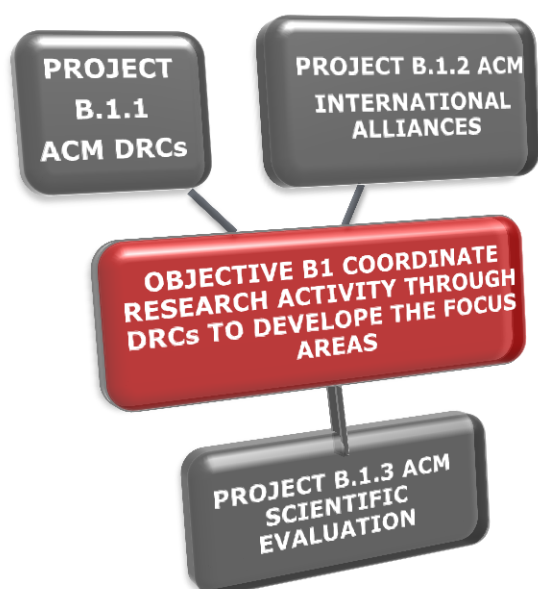 PROJECT
B.1.1
ACM DRCs
PROJECT B.1.2 ACM
INTERNATIONAL
ALLIANCES
OBJECTIVE B1 COORDINATE
RESEARCH ACTIVITY THROUGH
DRCs TO DEVELOPE THE FOCUS
AREAS
PROJECT B.1.3 ACM
SCIENTIFIC
EVALUATION